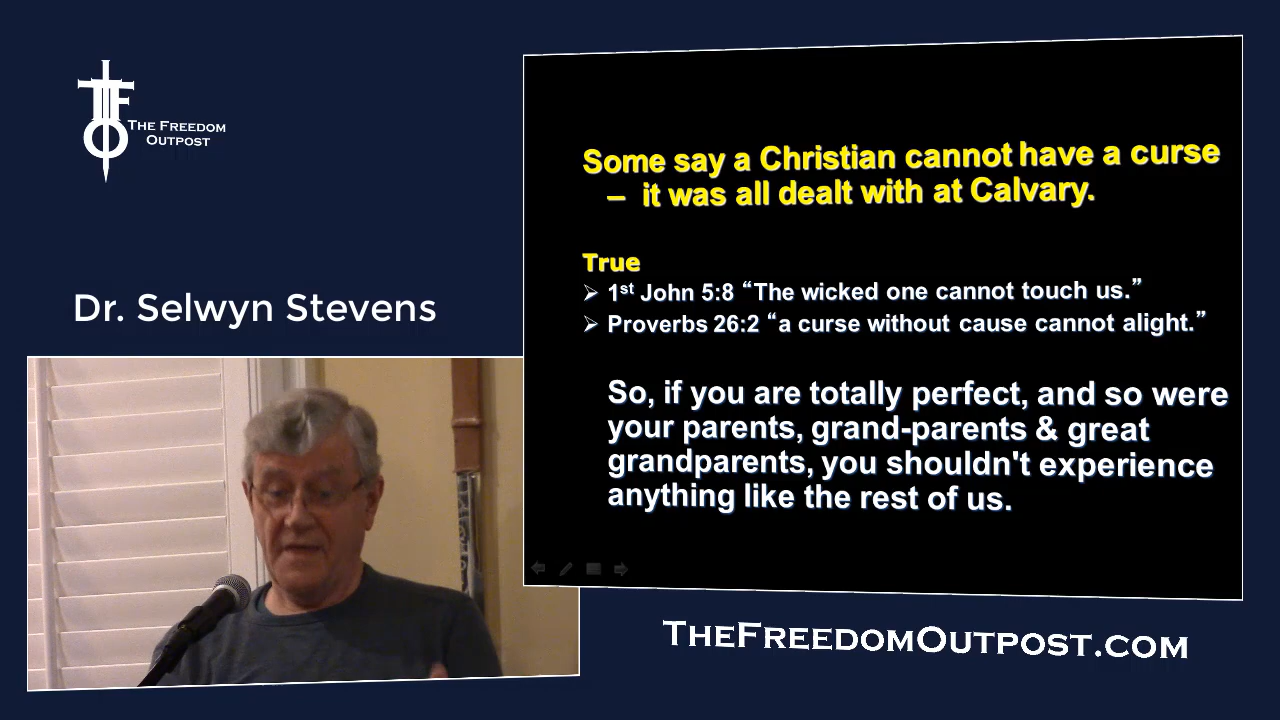 TFO
THE FREEDOM
OUTPOST
Dr. Selwyn Stevens
Some say a Christian cannot have a curse
– it was all dealt with at Calvary.
True
➢ 1st John 5:8 “The wicked one cannot touch us.”
➢ Proverbs 26:2 “a curse without cause cannot alight.”
So, if you are totally perfect, and so were
your parents, grand-parents & great
grandparents, you shouldn't experience
anything like the rest of us.
THEFREEDOMOUTPOST.COM